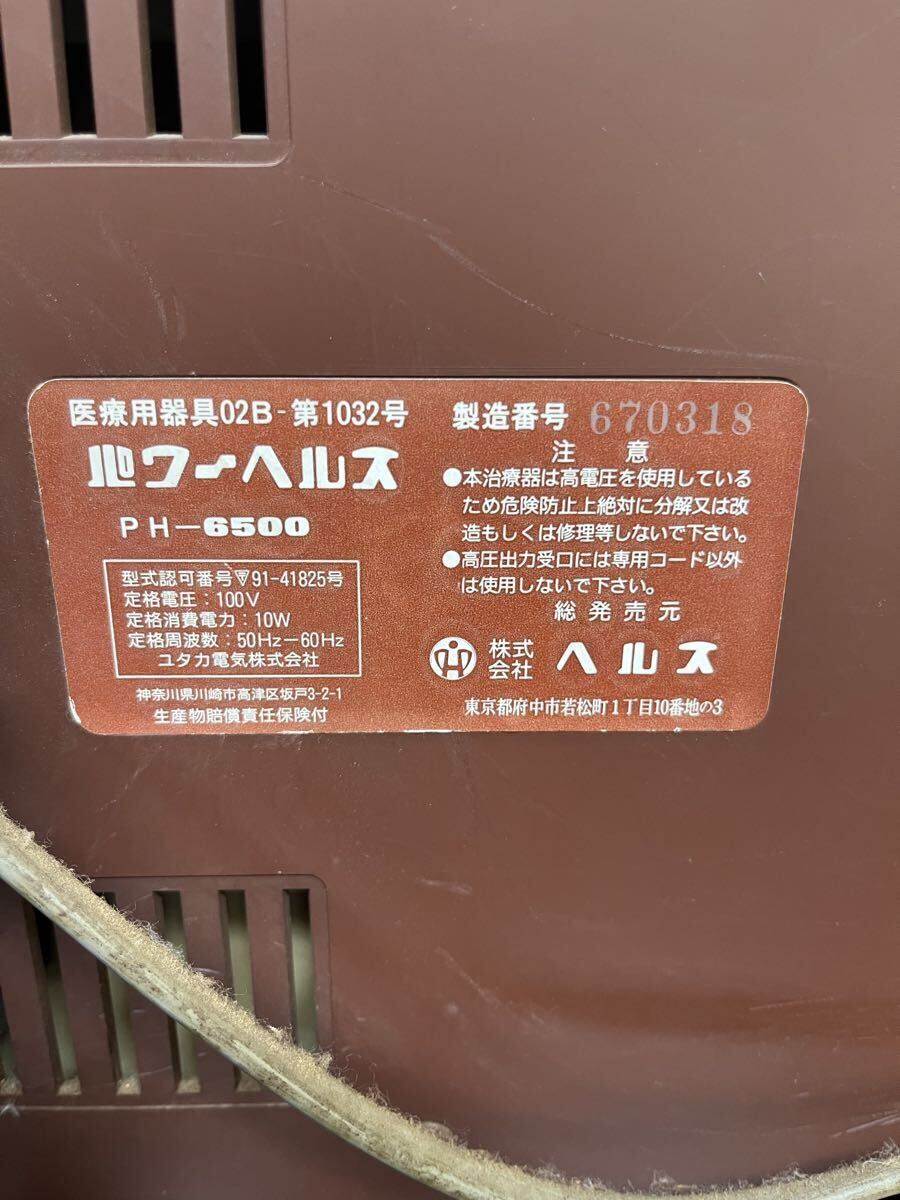 医療用器具02B-第1032号
製造番号 670318
パワーヘルス
PH-6500
型式認可番号▽91-41825号
定格電圧：100V
定格消費電力：10W
定格周波数：50Hz-60Hz
ユタカ電気株式会社
神奈川県川崎市高津区坂戸3-2-1
生産物賠償責任保険付
注意
●本治療器は高電圧を使用している
ため危険防止上絶対に分解又は改
造もしくは修理等しないで下さい。
●高圧出力受口には専用コード以外
は使用しないで下さい。
総発売元
株式会社 ヘルス
東京都府中市若松町1丁目10番地の3